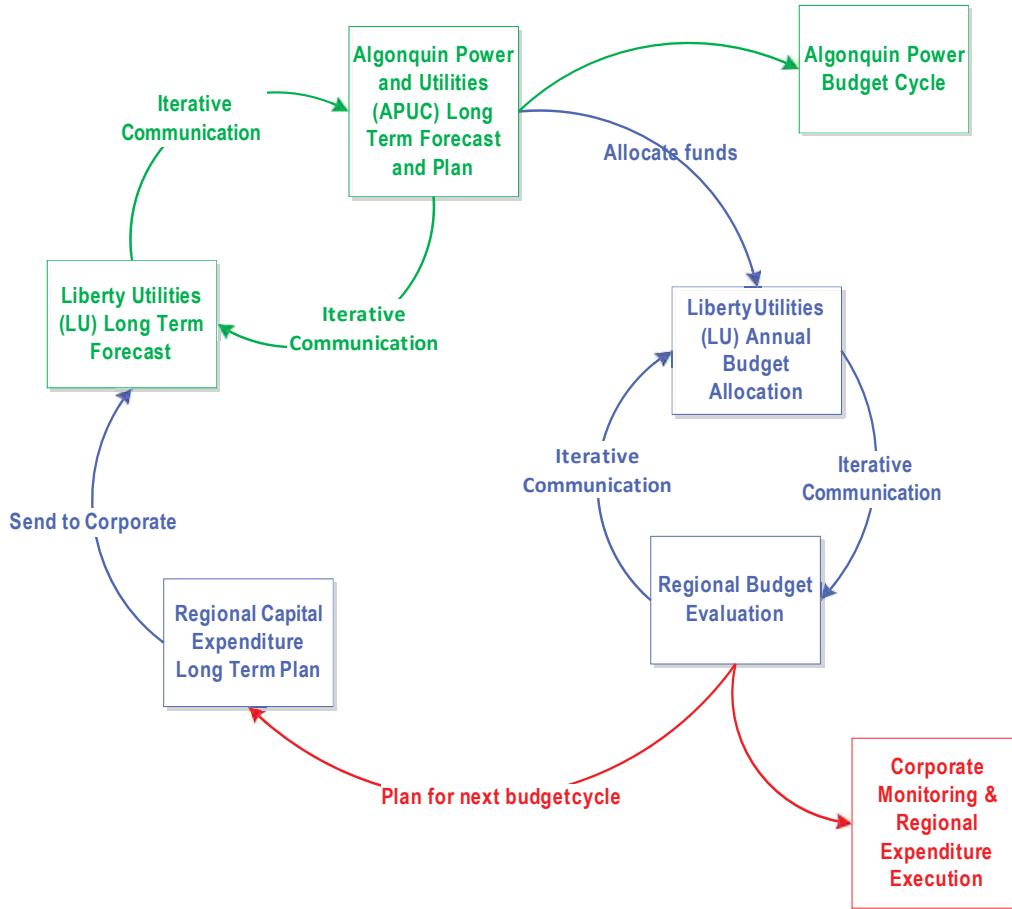 Algonquin Power
and Utilities
(APUC) Long
Term Forecast
and Plan
Algonquin Power
Budget Cycle
Iterative
Communication
Allocate funds
Liberty Utilities
(LU) Long Term
Forecast
Iterative
Communication
Liberty Utilities
(LU) Annual
Budget
Allocation
Iterative
Communication
Iterative
Communication
Send to Corporate
Regional Capital
Expenditure
Long Term Plan
Regional Budget
Evaluation
Plan for next budgetcycle
Corporate
Monitoring &
Regional
Expenditure
Execution